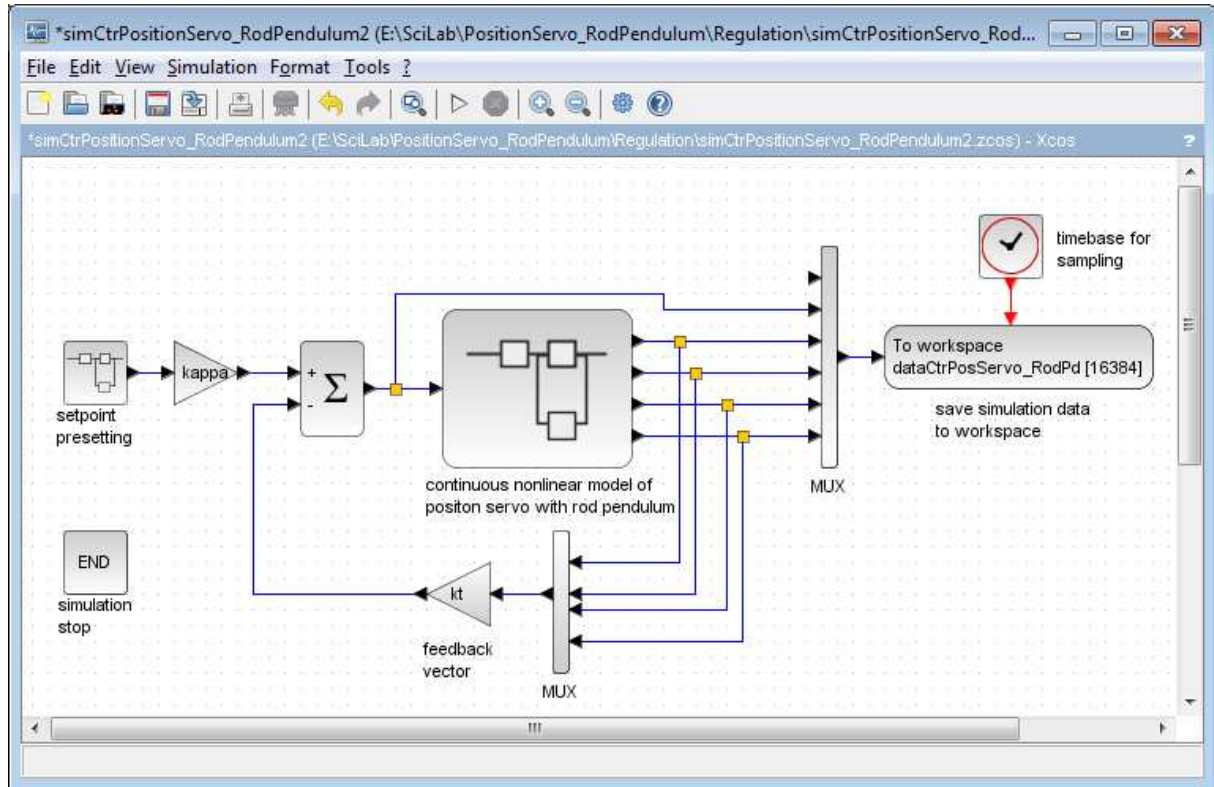 *simCtrPositionServo_RodPendulum2 (E:\SciLab\PositionServo_RodPendulum\Regulation\simCtrPositionServo_Rod...
File Edit View Simulation Format Tools ?
*simCtrPositionServo_RodPendulum2 (E:\SciLab\PositionServo_RodPendulum\Regulation\simCtrPositionServo_RodPendulum2.zcos) - Xcos ?
timebase for
sampling
To workspace
dataCtrPosServo_RodPd [16384]
save simulation data
to workspace
kappa
+
-
Σ
setpoint
presetting
continuous nonlinear model of
positon servo with rod pendulum
MUX
END
simulation
stop
kt
feedback
vector
MUX